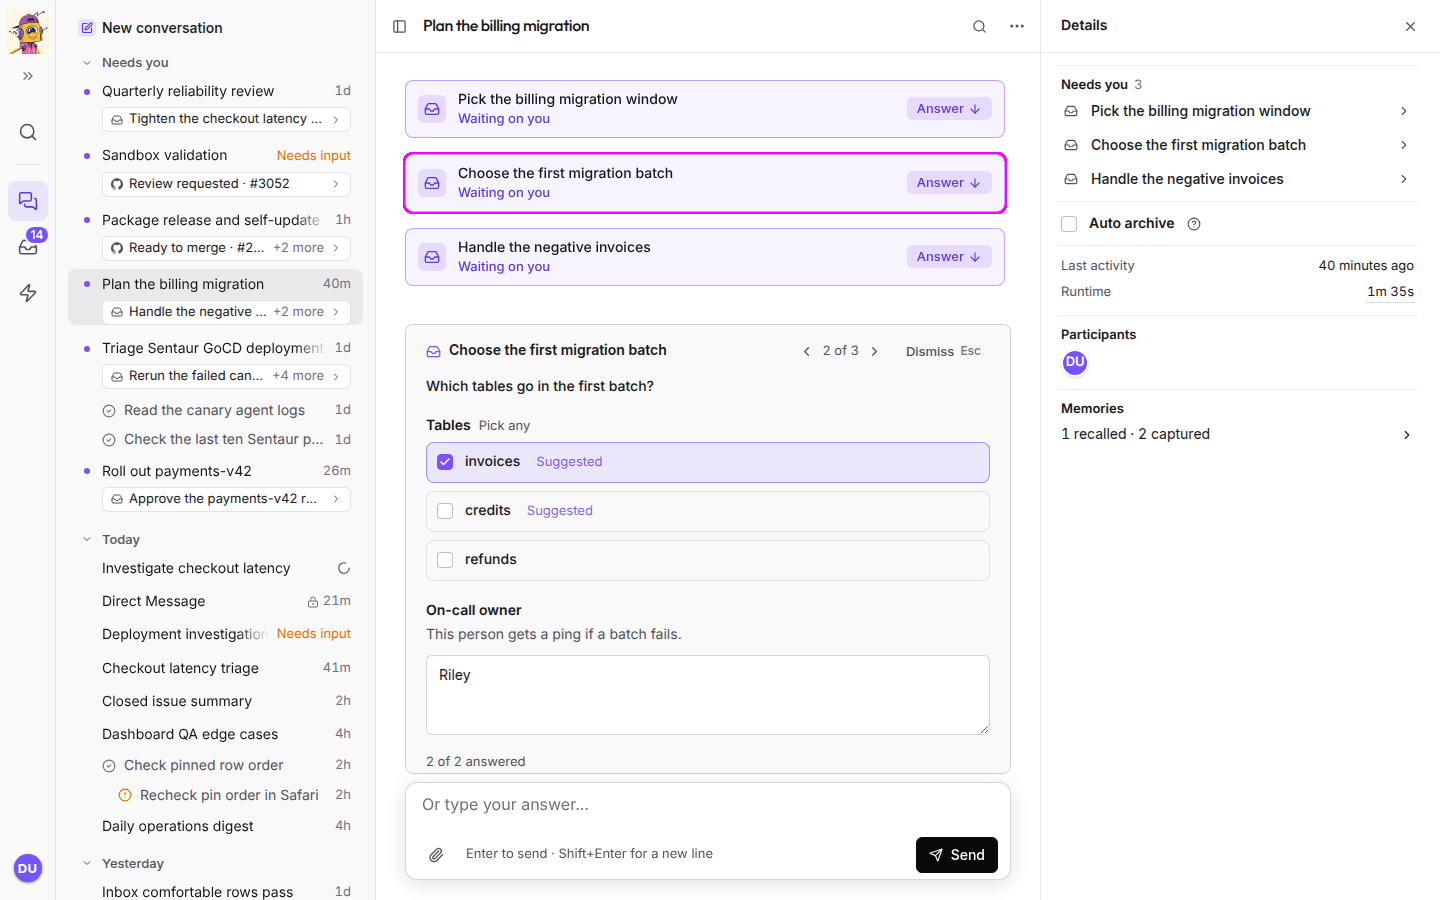 New conversation
Needs you
Quarterly reliability review 1d
Tighten the checkout latency ...
Sandbox validation Needs input
Review requested · #3052
Package release and self-update 1h
Ready to merge · #2... +2 more
Plan the billing migration 40m
Handle the negative ... +2 more
Triage Sentaur GoCD deployment 1d
Rerun the failed can... +4 more
Read the canary agent logs 1d
Check the last ten Sentaur p... 1d
Roll out payments-v42 26m
Approve the payments-v42 r...
Today
Investigate checkout latency
Direct Message 21m
Deployment investigation Needs input
Checkout latency triage 41m
Closed issue summary 2h
Dashboard QA edge cases 4h
Check pinned row order 2h
Recheck pin order in Safari 2h
Daily operations digest 4h
Yesterday
Inbox comfortable rows pass 1d
14
DU
Plan the billing migration
Pick the billing migration window
Waiting on you
Answer
Choose the first migration batch
Waiting on you
Answer
Handle the negative invoices
Waiting on you
Answer
Choose the first migration batch 2 of 3 Dismiss Esc
Which tables go in the first batch?
Tables Pick any
invoices Suggested
credits Suggested
refunds
On-call owner
This person gets a ping if a batch fails.
Riley
2 of 2 answered
Or type your answer...
Enter to send · Shift+Enter for a new line
Send
Details
Needs you 3
Pick the billing migration window
Choose the first migration batch
Handle the negative invoices
Auto archive
Last activity 40 minutes ago
Runtime 1m 35s
Participants
DU
Memories
1 recalled · 2 captured